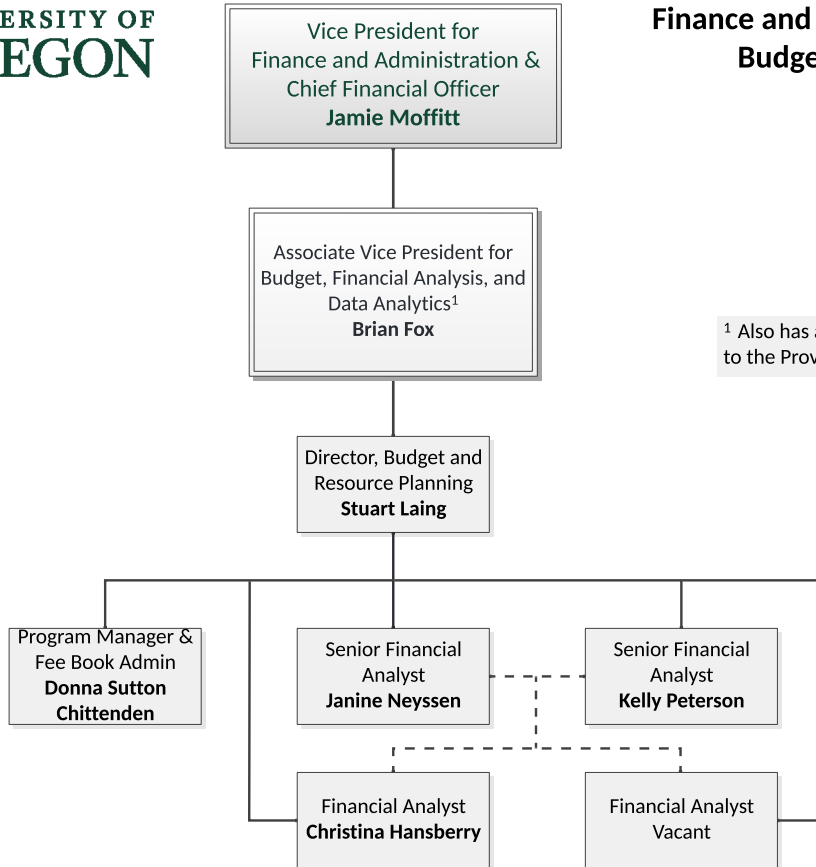 ERSITY OF
EGON
Finance and
Budge
Vice President for
Finance and Administration &
Chief Financial Officer
Jamie Moffitt
Associate Vice President for
Budget, Financial Analysis, and
Data Analytics¹
Brian Fox
¹ Also has a
to the Prov
Director, Budget and
Resource Planning
Stuart Laing
Program Manager &
Fee Book Admin
Donna Sutton
Chittenden
Senior Financial
Analyst
Janine Neyssen
Senior Financial
Analyst
Kelly Peterson
Financial Analyst
Christina Hansberry
Financial Analyst
Vacant